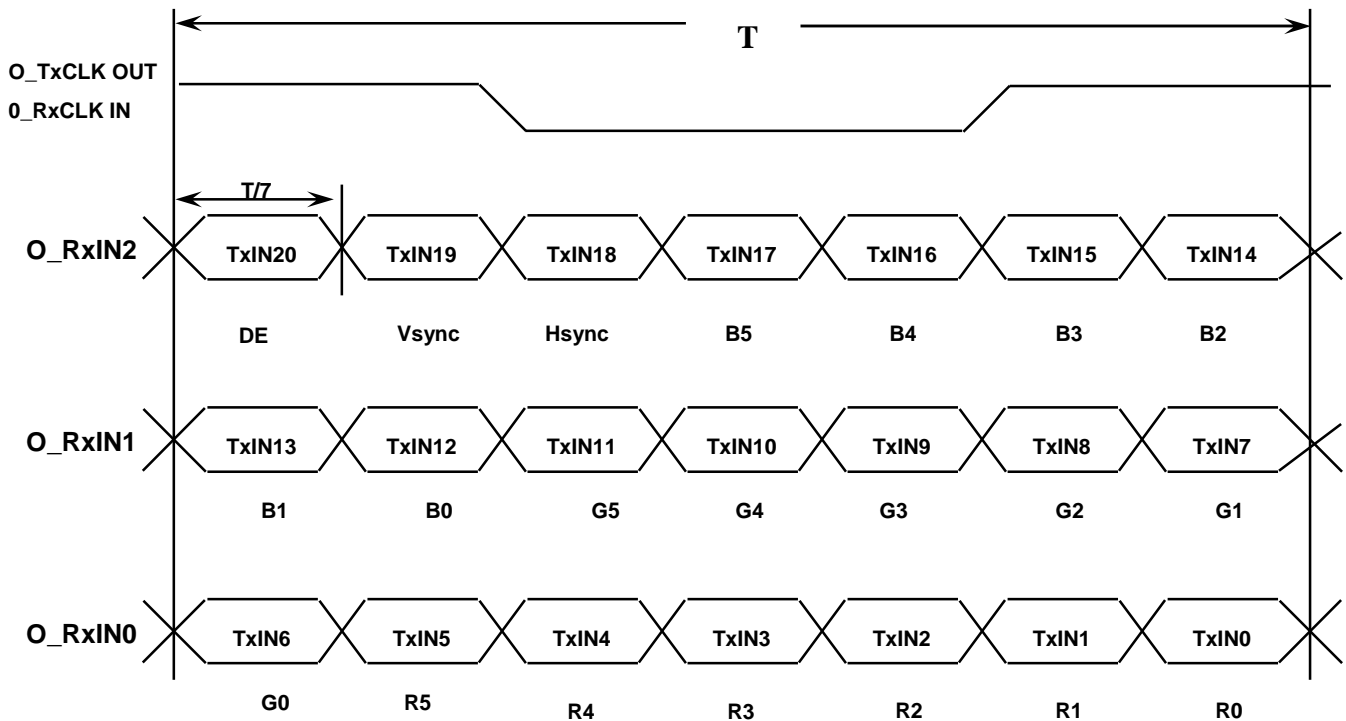 T
O_TxCLK OUT
0_RxCLK IN
T/7
O_RxIN2 TxIN20 TxIN19 TxIN18 TxIN17 TxIN16 TxIN15 TxIN14
DE Vsync Hsync B5 B4 B3 B2
O_RxIN1 TxIN13 TxIN12 TxIN11 TxIN10 TxIN9 TxIN8 TxIN7
B1 B0 G5 G4 G3 G2 G1
O_RxIN0 TxIN6 TxIN5 TxIN4 TxIN3 TxIN2 TxIN1 TxIN0
G0 R5 R4 R3 R2 R1 R0